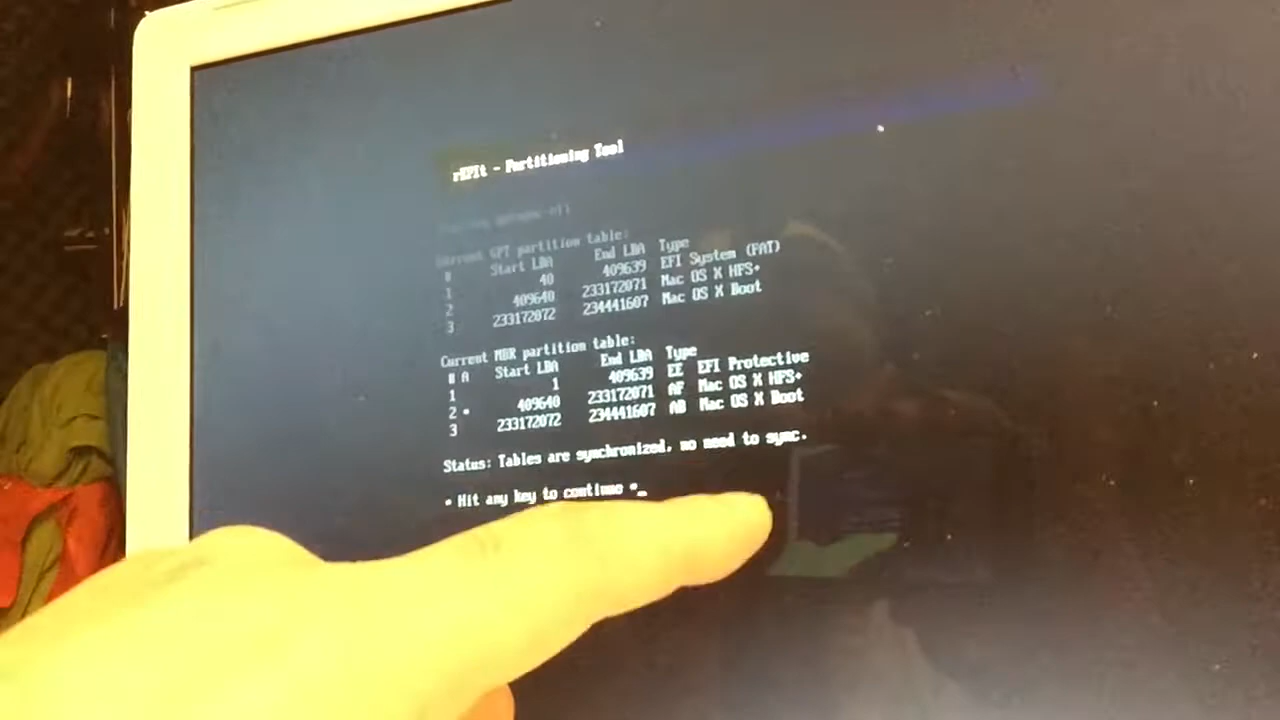 rEFIt - Partitioning Tool
Current GPT partition table:
# Start LBA End LBA Type
1 40 409639 EFI System (FAT)
2 409640 233172071 Mac OS X HFS+
3 233172072 234441607 Mac OS X Boot
Current MBR partition table:
# A Start LBA End LBA Type
1 1 409639 EE EFI Protective
2 * 409640 233172071 AF Mac OS X HFS+
3 233172072 234441607 AB Mac OS X Boot
Status: Tables are synchronized, no need to sync.
* Hit any key to continue *_